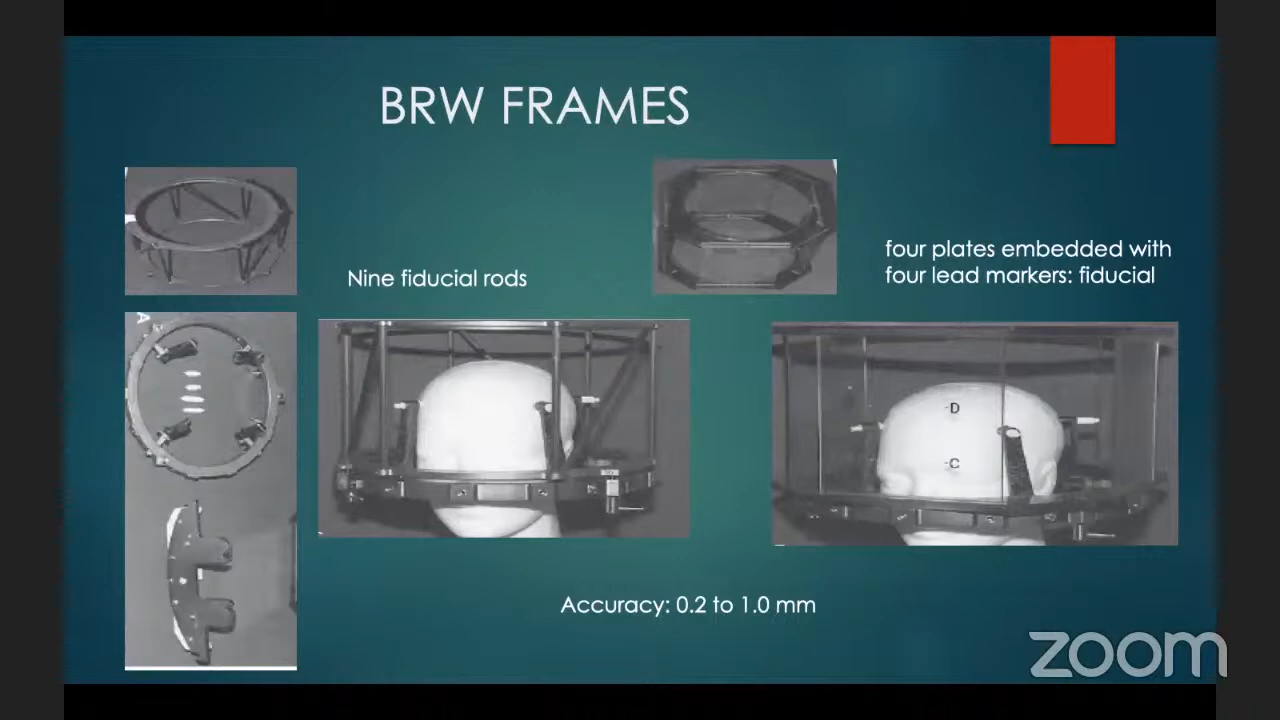 BRW FRAMES
Nine fiducial rods
four plates embedded with
four lead markers: fiducial
A
D
C
Accuracy: 0.2 to 1.0 mm
zoom